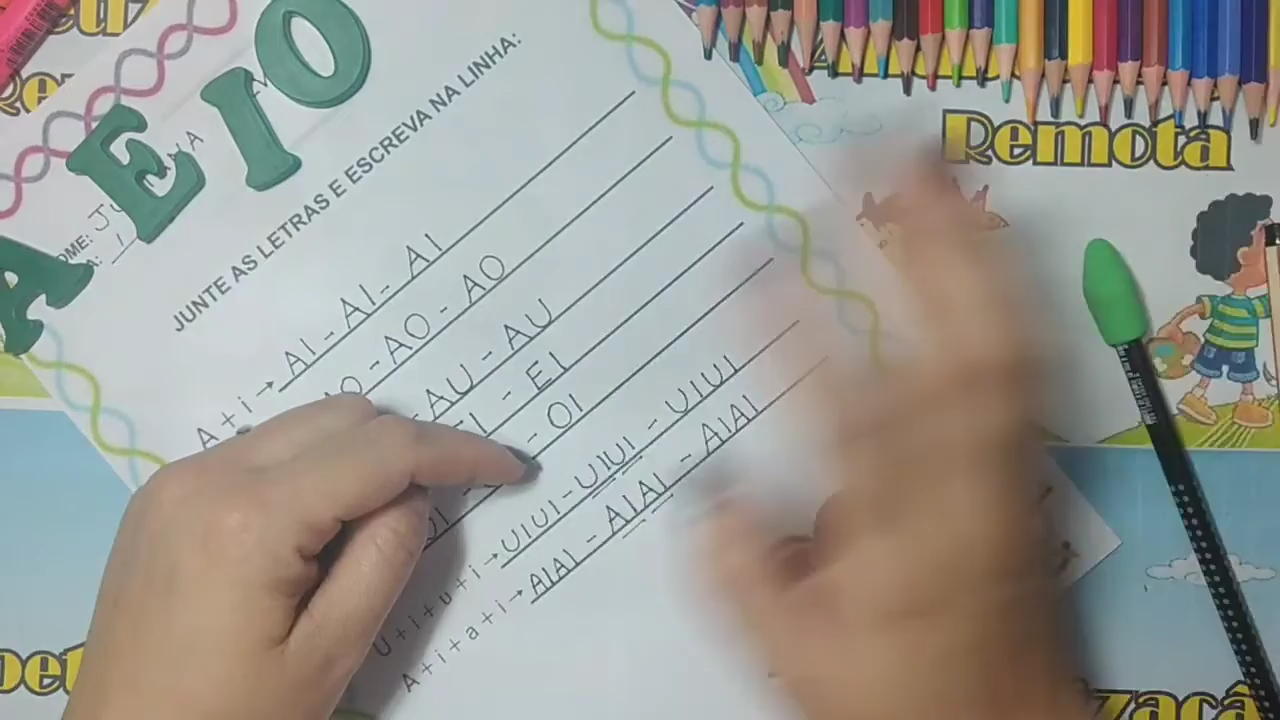 A E I O
Remota
JUNTE AS LETRAS E ESCREVA NA LINHA:
A + i → AI - AI - AI
AO - AO - AO
AU - AU
- EI
- OI
U + i + u + i → UIUI - UIUI - UIUI
A + i + a + i → AIAI - AIAI - AIAI